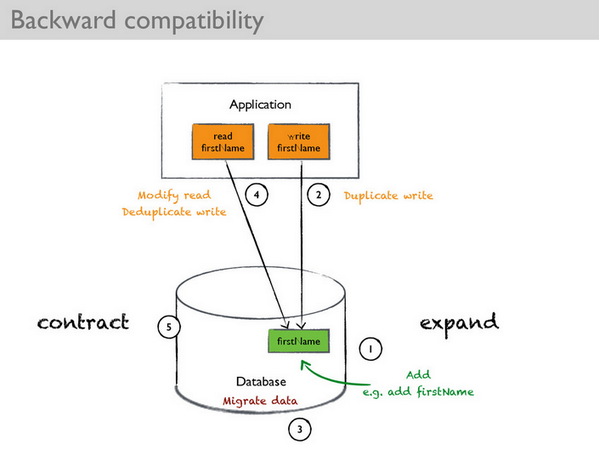 Backward compatibility
Application
read
firstName
write
firstName
Modify read
Deduplicate write
4
2
Duplicate write
contract
5
firstName
expand
1
Add
e.g. add firstName
Database
Migrate data
3